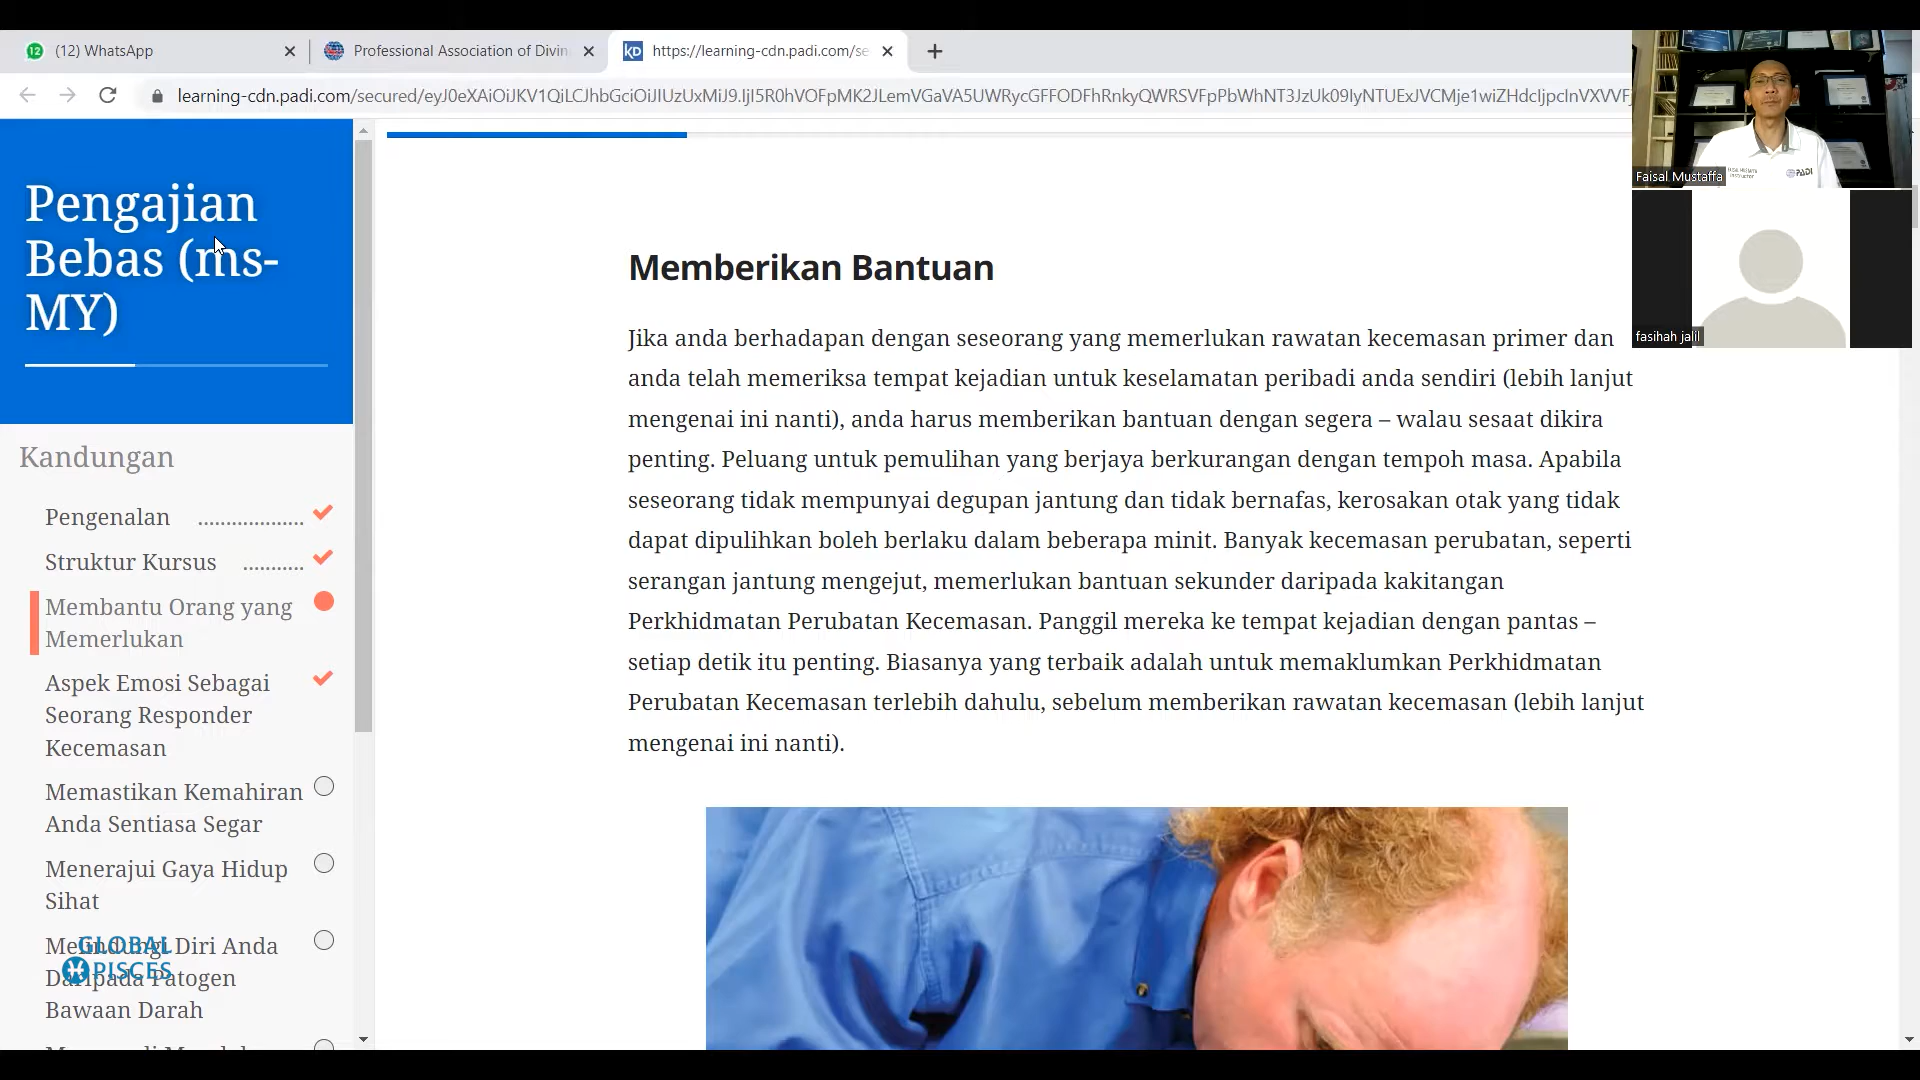 (12) WhatsApp
Professional Association of Divin
https://learning-cdn.padi.com/se
Faisal Mustaffa
PADI
fasihah jalil
Pengajian
Bebas (ms-
MY)
Kandungan
Pengenalan
Struktur Kursus
Membantu Orang yang
Memerlukan
Aspek Emosi Sebagai
Seorang Responder
Kecemasan
Memastikan Kemahiran
Anda Sentiasa Segar
Menerajui Gaya Hidup
Sihat
Melindungi Diri Anda
Daripada Patogen
Bawaan Darah
GLOBAL
PISCES
Memberikan Bantuan
Jika anda berhadapan dengan seseorang yang memerlukan rawatan kecemasan primer dan
anda telah memeriksa tempat kejadian untuk keselamatan peribadi anda sendiri (lebih lanjut
mengenai ini nanti), anda harus memberikan bantuan dengan segera – walau sesaat dikira
penting. Peluang untuk pemulihan yang berjaya berkurangan dengan tempoh masa. Apabila
seseorang tidak mempunyai degupan jantung dan tidak bernafas, kerosakan otak yang tidak
dapat dipulihkan boleh berlaku dalam beberapa minit. Banyak kecemasan perubatan, seperti
serangan jantung mengejut, memerlukan bantuan sekunder daripada kakitangan
Perkhidmatan Perubatan Kecemasan. Panggil mereka ke tempat kejadian dengan pantas –
setiap detik itu penting. Biasanya yang terbaik adalah untuk memaklumkan Perkhidmatan
Perubatan Kecemasan terlebih dahulu, sebelum memberikan rawatan kecemasan (lebih lanjut
mengenai ini nanti).